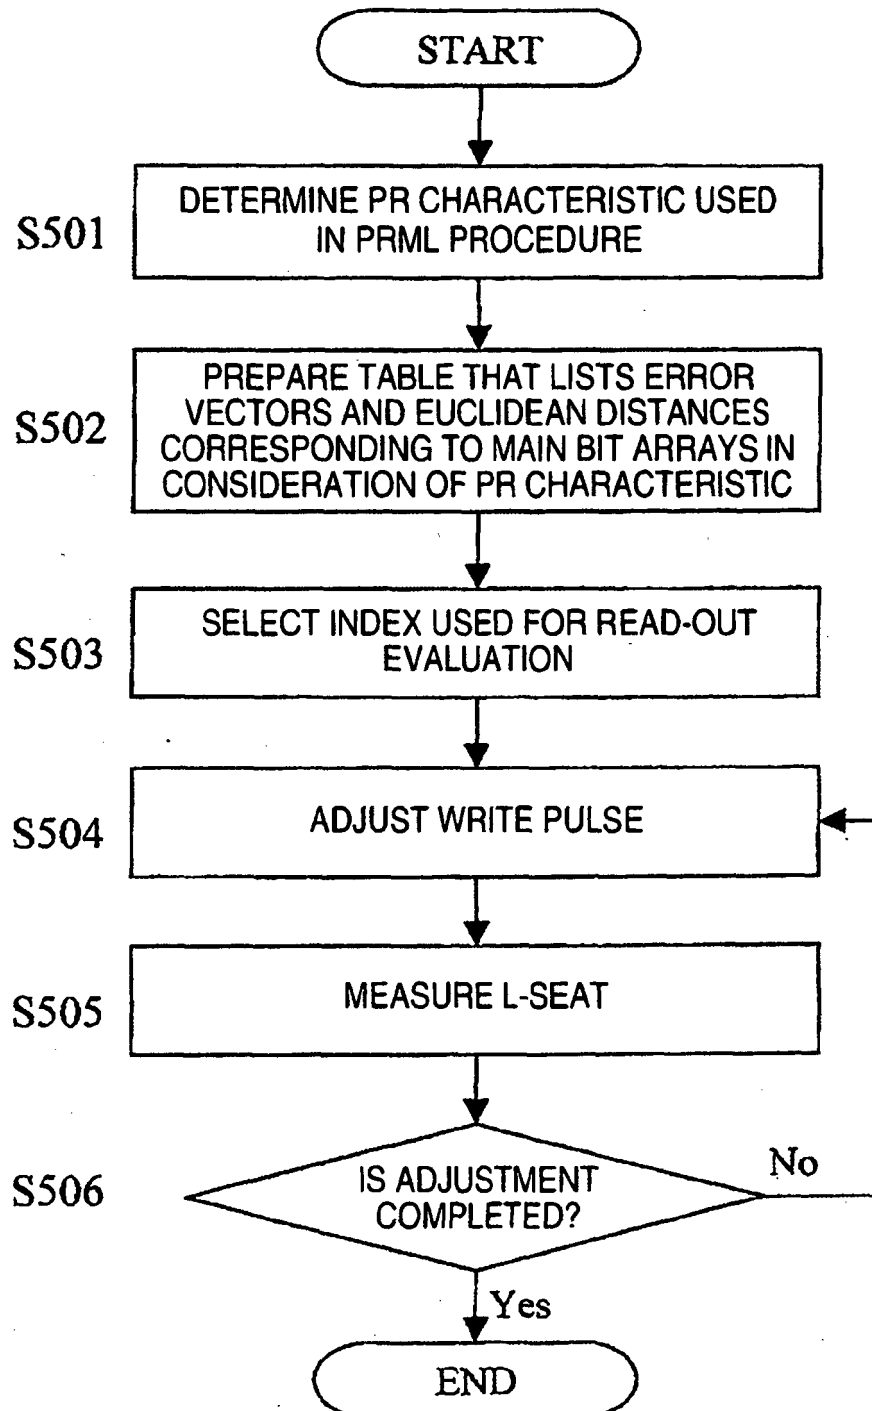 START
S501
DETERMINE PR CHARACTERISTIC USED
IN PRML PROCEDURE
S502
PREPARE TABLE THAT LISTS ERROR
VECTORS AND EUCLIDEAN DISTANCES
CORRESPONDING TO MAIN BIT ARRAYS IN
CONSIDERATION OF PR CHARACTERISTIC
S503
SELECT INDEX USED FOR READ-OUT
EVALUATION
S504
ADJUST WRITE PULSE
S505
MEASURE L-SEAT
S506
IS ADJUSTMENT
COMPLETED?
No
Yes
END